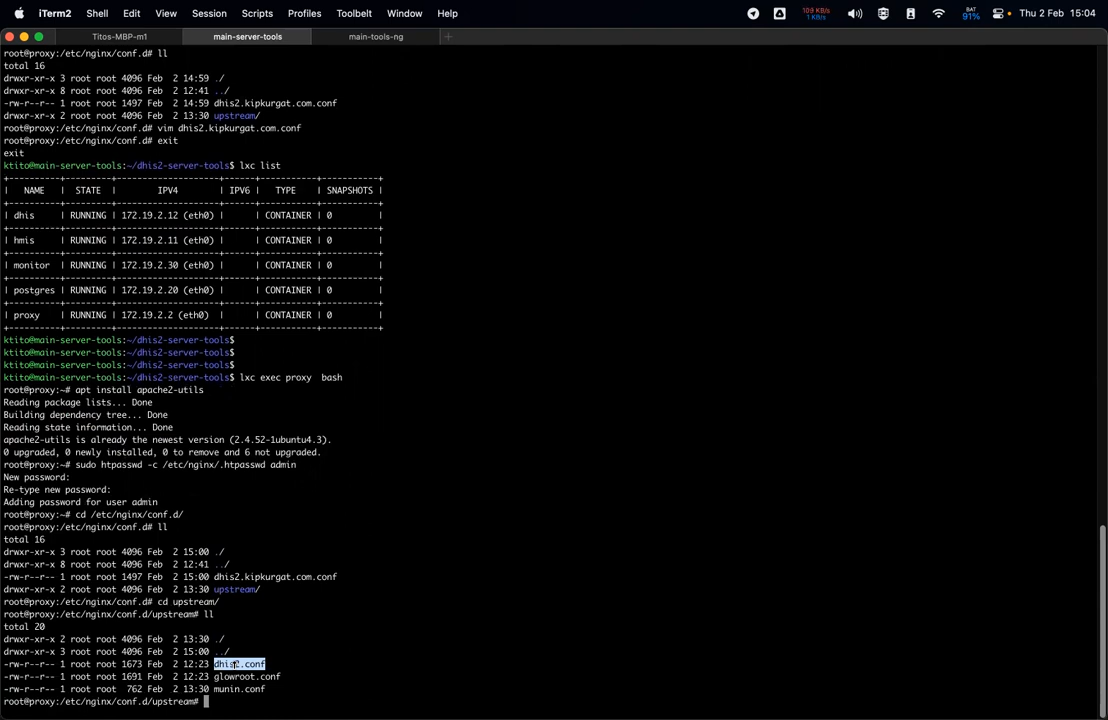 iTerm2 Shell Edit View Session Scripts Profiles Toolbelt Window Help 10.9 KB/s 1 KB/s BAT 91% Thu 2 Feb 15:04
Titos-MBP-m1 main-server-tools main-tools-ng
root@proxy:/etc/nginx/conf.d# ll
total 16
drwxr-xr-x 3 root root 4096 Feb  2 14:59 ./
drwxr-xr-x 8 root root 4096 Feb  2 12:41 ../
-rw-r--r-- 1 root root 1497 Feb  2 14:59 dhis2.kipkurgat.com.conf
drwxr-xr-x 2 root root 4096 Feb  2 13:30 upstream/
root@proxy:/etc/nginx/conf.d# vim dhis2.kipkurgat.com.conf
root@proxy:/etc/nginx/conf.d# exit
exit
ktito@main-server-tools:~/dhis2-server-tools$ lxc list
+----------+---------+--------------------+------+-----------+-----------+
|   NAME   |  STATE  |        IPV4        | IPV6 |   TYPE    | SNAPSHOTS |
+----------+---------+--------------------+------+-----------+-----------+
| dhis     | RUNNING | 172.19.2.12 (eth0) |      | CONTAINER | 0         |
+----------+---------+--------------------+------+-----------+-----------+
| hmis     | RUNNING | 172.19.2.11 (eth0) |      | CONTAINER | 0         |
+----------+---------+--------------------+------+-----------+-----------+
| monitor  | RUNNING | 172.19.2.30 (eth0) |      | CONTAINER | 0         |
+----------+---------+--------------------+------+-----------+-----------+
| postgres | RUNNING | 172.19.2.20 (eth0) |      | CONTAINER | 0         |
+----------+---------+--------------------+------+-----------+-----------+
| proxy    | RUNNING | 172.19.2.2 (eth0)  |      | CONTAINER | 0         |
+----------+---------+--------------------+------+-----------+-----------+
ktito@main-server-tools:~/dhis2-server-tools$
ktito@main-server-tools:~/dhis2-server-tools$
ktito@main-server-tools:~/dhis2-server-tools$
ktito@main-server-tools:~/dhis2-server-tools$ lxc exec proxy  bash
root@proxy:~# apt install apache2-utils
Reading package lists... Done
Building dependency tree... Done
Reading state information... Done
apache2-utils is already the newest version (2.4.52-1ubuntu4.3).
0 upgraded, 0 newly installed, 0 to remove and 6 not upgraded.
root@proxy:~# sudo htpasswd -c /etc/nginx/.htpasswd admin
New password:
Re-type new password:
Adding password for user admin
root@proxy:~# cd /etc/nginx/conf.d/
root@proxy:/etc/nginx/conf.d# ll
total 16
drwxr-xr-x 3 root root 4096 Feb  2 15:00 ./
drwxr-xr-x 8 root root 4096 Feb  2 12:41 ../
-rw-r--r-- 1 root root 1497 Feb  2 15:00 dhis2.kipkurgat.com.conf
drwxr-xr-x 2 root root 4096 Feb  2 13:30 upstream/
root@proxy:/etc/nginx/conf.d# cd upstream/
root@proxy:/etc/nginx/conf.d/upstream# ll
total 20
drwxr-xr-x 2 root root 4096 Feb  2 13:30 ./
drwxr-xr-x 3 root root 4096 Feb  2 15:00 ../
-rw-r--r-- 1 root root 1673 Feb  2 12:23 dhis2.conf
-rw-r--r-- 1 root root 1691 Feb  2 12:23 glowroot.conf
-rw-r--r-- 1 root root  762 Feb  2 13:30 munin.conf
root@proxy:/etc/nginx/conf.d/upstream#